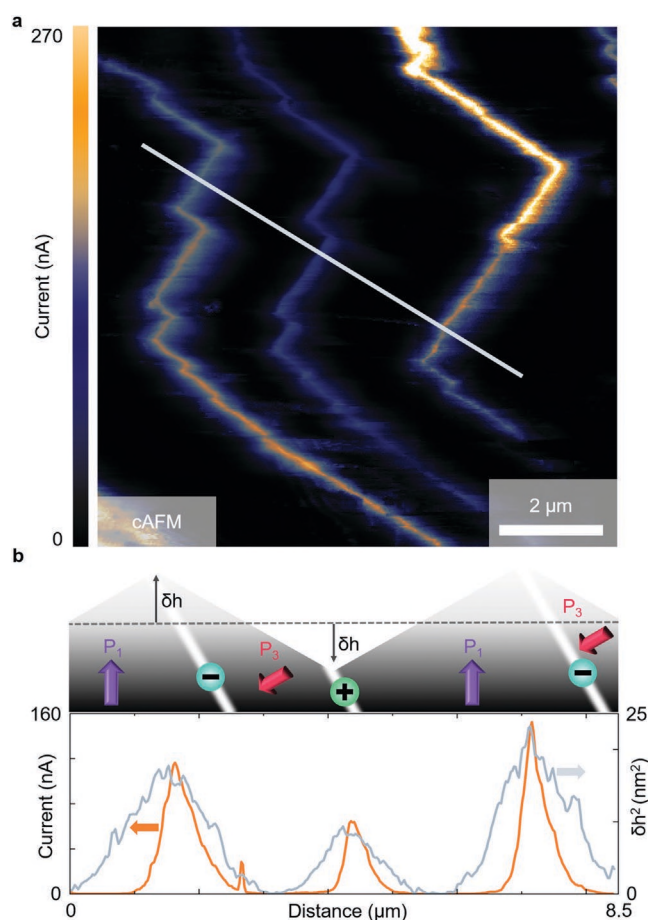 a
270
Current (nA)
0
cAFM
2 µm
b
δh
δh
P₁
P₃
P₁
P₃
−
+
−
160
25
Current (nA)
δh² (nm²)
0
0
0
Distance (µm)
8.5